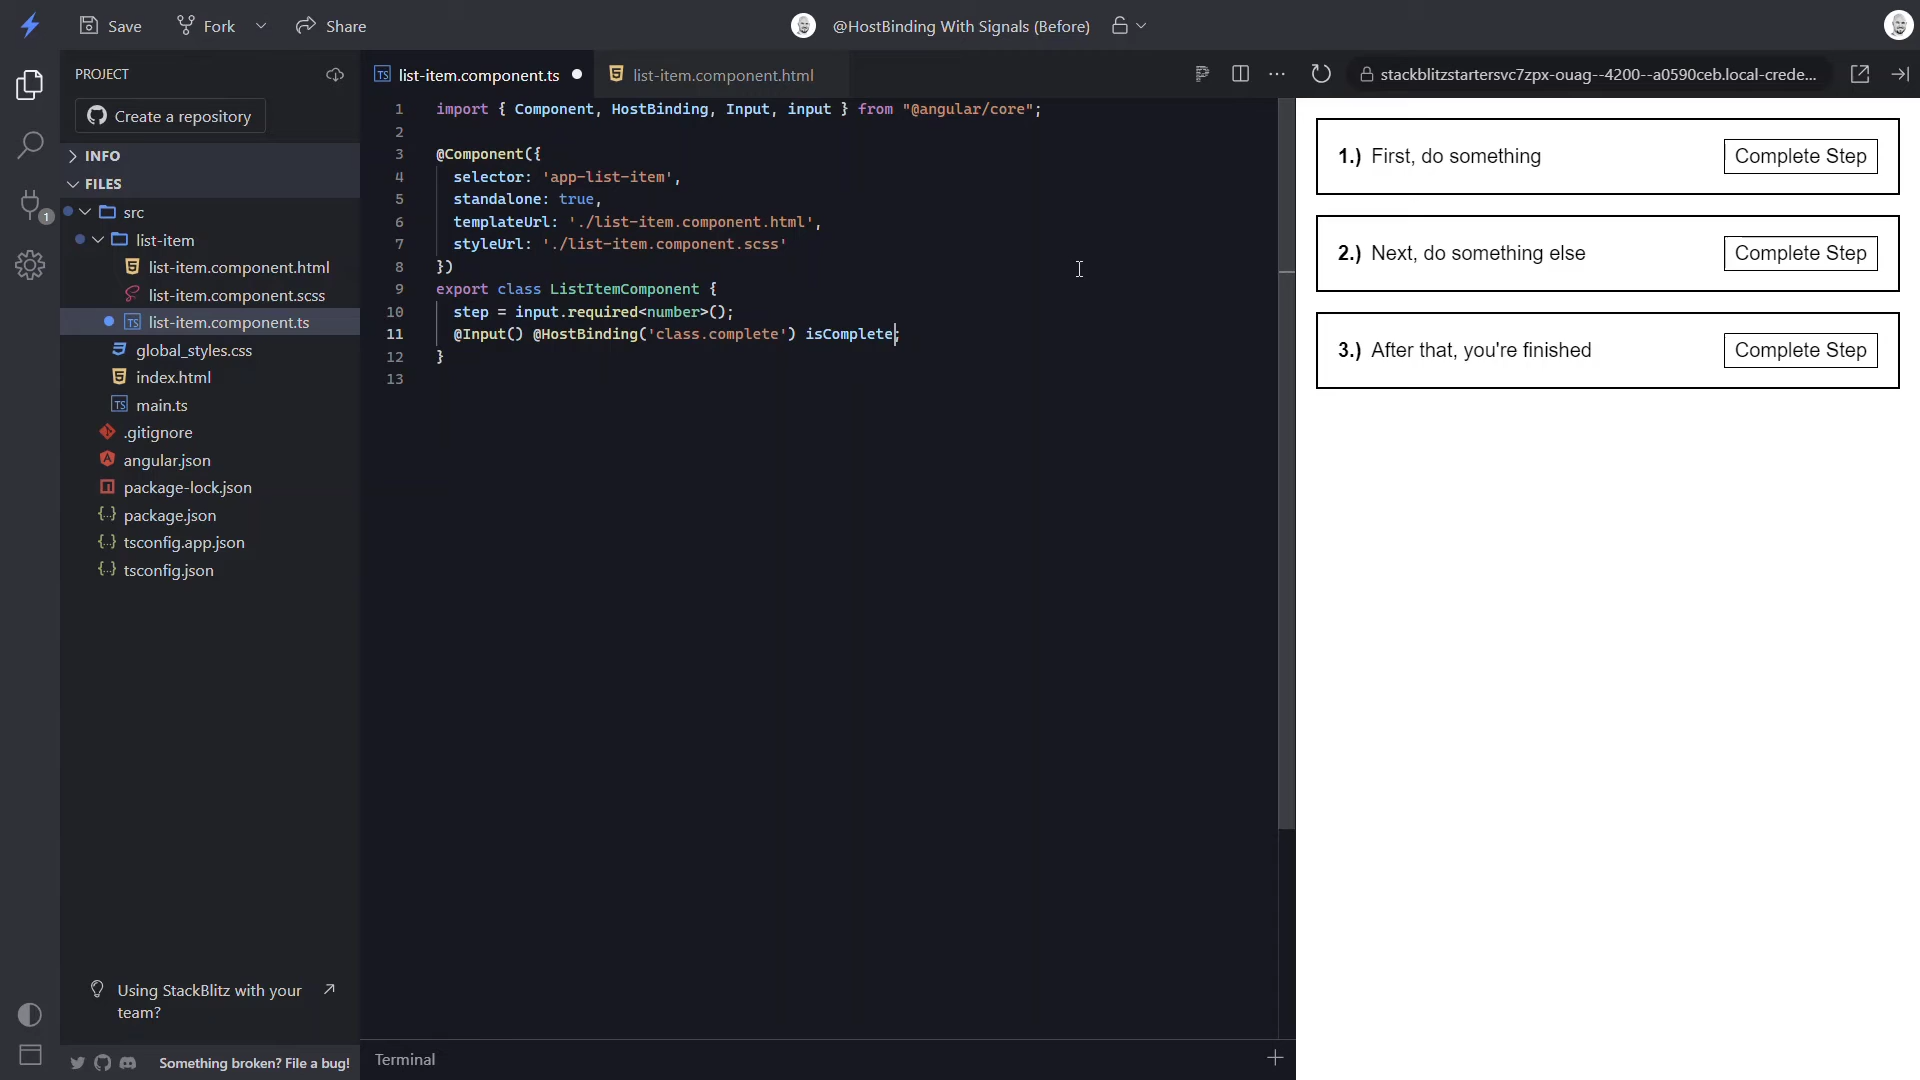 Save
Fork
Share
@HostBinding With Signals (Before)
PROJECT
Create a repository
INFO
FILES
src
list-item
list-item.component.html
list-item.component.scss
list-item.component.ts
global_styles.css
index.html
main.ts
.gitignore
angular.json
package-lock.json
package.json
tsconfig.app.json
tsconfig.json
Using StackBlitz with your
team?
Something broken? File a bug!
1
list-item.component.ts
list-item.component.html
1 import { Component, HostBinding, Input, input } from "@angular/core";
2
3 @Component({
4 selector: 'app-list-item',
5 standalone: true,
6 templateUrl: './list-item.component.html',
7 styleUrl: './list-item.component.scss'
8 })
9 export class ListItemComponent {
10 step = input.required<number>();
11 @Input() @HostBinding('class.complete') isComplete;
12 }
13
Terminal
stackblitzstartersvc7zpx-ouag--4200--a0590ceb.local-crede...
1.) First, do something Complete Step
2.) Next, do something else Complete Step
3.) After that, you're finished Complete Step